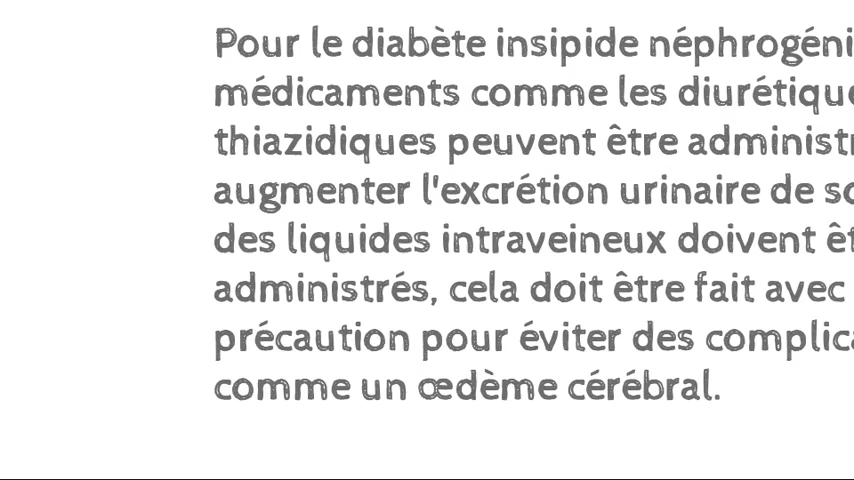 Pour le diabète insipide néphrogéni
médicaments comme les diurétique
thiazidiques peuvent être administr
augmenter l'excrétion urinaire de so
des liquides intraveineux doivent êt
administrés, cela doit être fait avec
précaution pour éviter des complica
comme un œdème cérébral.